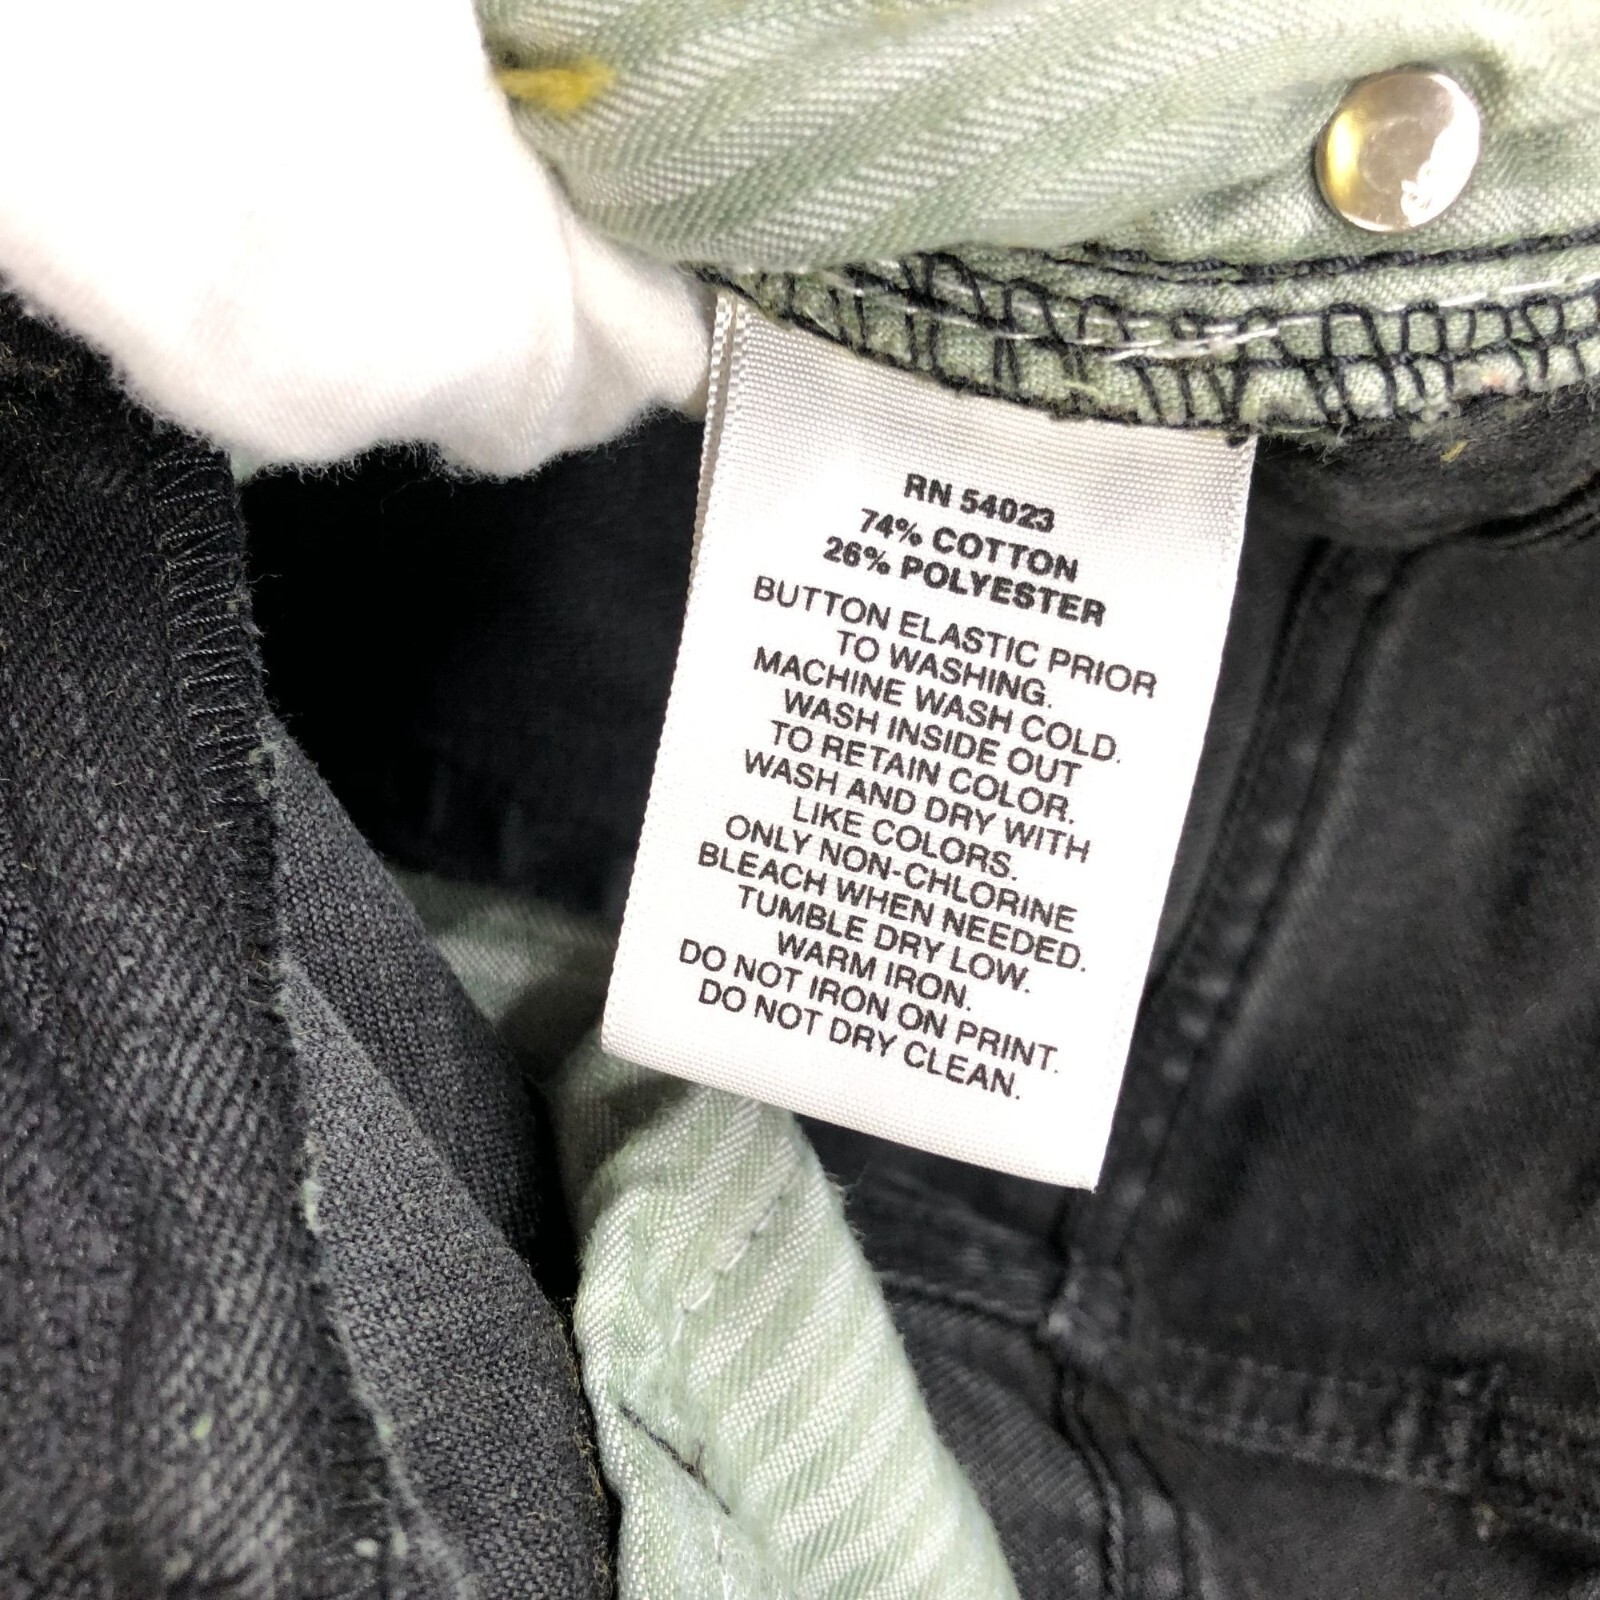 RN 54023
74% COTTON
26% POLYESTER
BUTTON ELASTIC PRIOR
TO WASHING.
MACHINE WASH COLD.
WASH INSIDE OUT
TO RETAIN COLOR.
WASH AND DRY WITH
LIKE COLORS.
ONLY NON-CHLORINE
BLEACH WHEN NEEDED.
TUMBLE DRY LOW.
WARM IRON.
DO NOT IRON ON PRINT.
DO NOT DRY CLEAN.